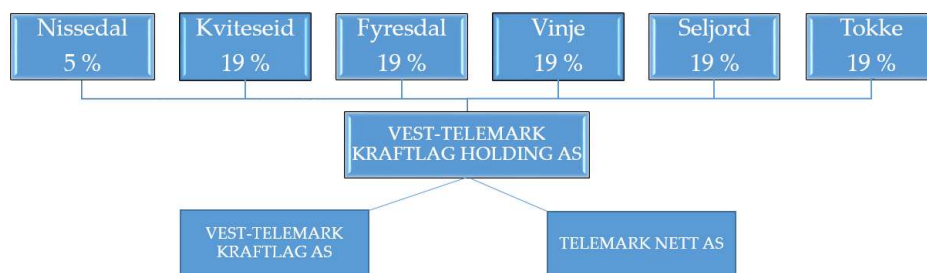 Nissedal
5 %
Kviteseid
19 %
Fyresdal
19 %
Vinje
19 %
Seljord
19 %
Tokke
19 %
VEST-TELEMARK
KRAFTLAG HOLDING AS
VEST-TELEMARK
KRAFTLAG AS
TELEMARK NETT AS